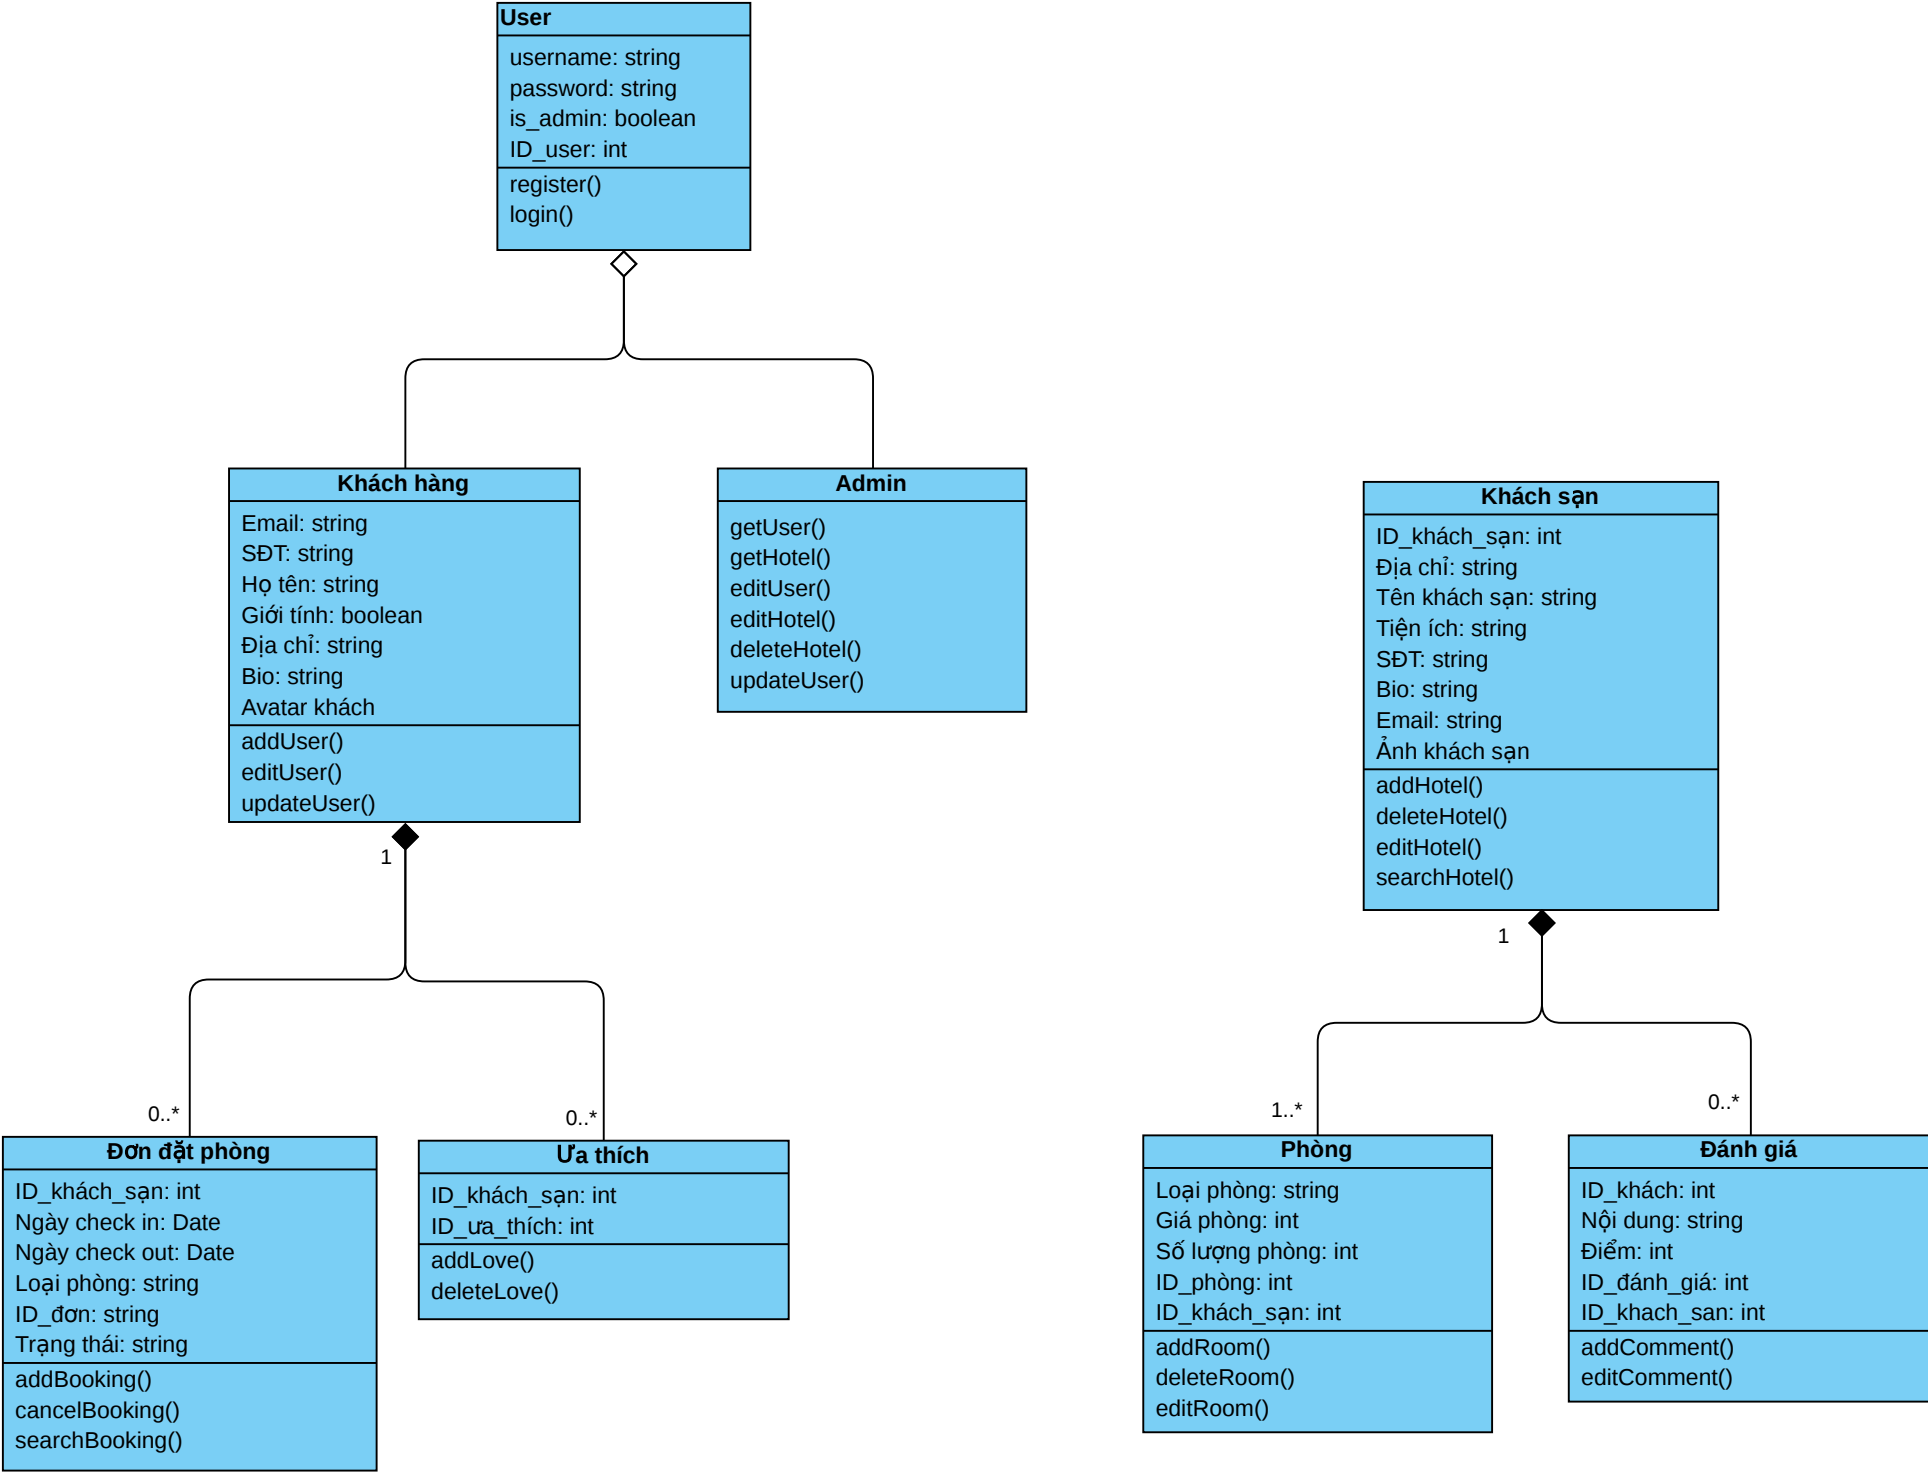 User
username: string
password: string
is_admin: boolean
ID_user: int
register()
login()
Khách hàng
Email: string
SĐT: string
Họ tên: string
Giới tính: boolean
Địa chỉ: string
Bio: string
Avatar khách
addUser()
editUser()
updateUser()
1
0..*
0..*
Admin
getUser()
getHotel()
editUser()
editHotel()
deleteHotel()
updateUser()
Khách sạn
ID_khách_sạn: int
Địa chỉ: string
Tên khách sạn: string
Tiện ích: string
SĐT: string
Bio: string
Email: string
Ảnh khách sạn
addHotel()
deleteHotel()
editHotel()
searchHotel()
1
1..*
0..*
Đơn đặt phòng
ID_khách_sạn: int
Ngày check in: Date
Ngày check out: Date
Loại phòng: string
ID_đơn: string
Trạng thái: string
addBooking()
cancelBooking()
searchBooking()
Ưa thích
ID_khách_sạn: int
ID_ưa_thích: int
addLove()
deleteLove()
Phòng
Loại phòng: string
Giá phòng: int
Số lượng phòng: int
ID_phòng: int
ID_khách_sạn: int
addRoom()
deleteRoom()
editRoom()
Đánh giá
ID_khách: int
Nội dung: string
Điểm: int
ID_đánh_giá: int
ID_khach_san: int
addComment()
editComment()